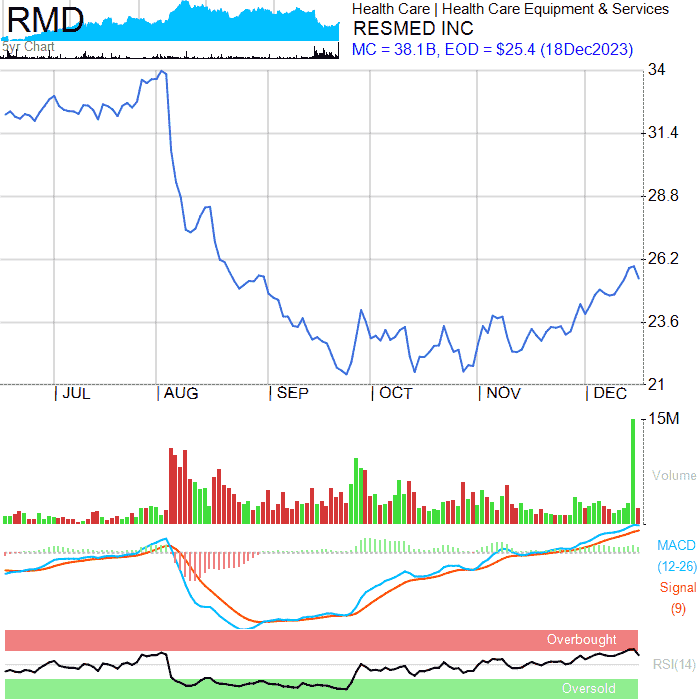 RMD
5yr Chart
Health Care | Health Care Equipment & Services
RESMED INC
MC = 38.1B, EOD = $25.4 (18Dec2023)
34
31.4
28.8
26.2
23.6
21
JUL
AUG
SEP
OCT
NOV
DEC
15M
Volume
MACD
(12-26)
Signal
(9)
Overbought
RSI(14)
Oversold